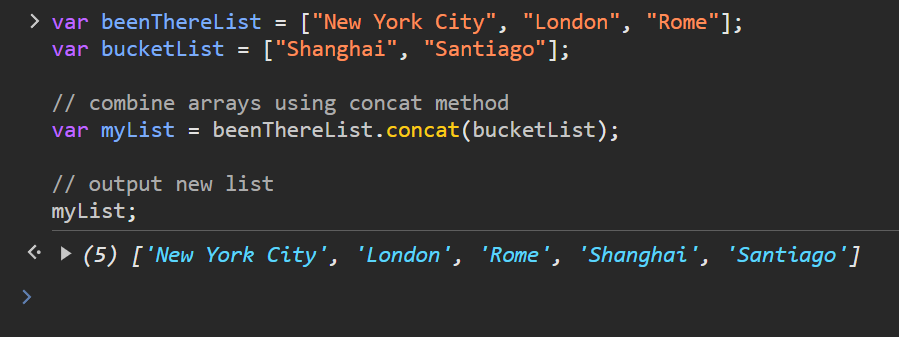 var beenThereList = ["New York City", "London", "Rome"];
var bucketList = ["Shanghai", "Santiago"];
// combine arrays using concat method
var myList = beenThereList.concat(bucketList);
// output new list
myList;
(5) ['New York City', 'London', 'Rome', 'Shanghai', 'Santiago']